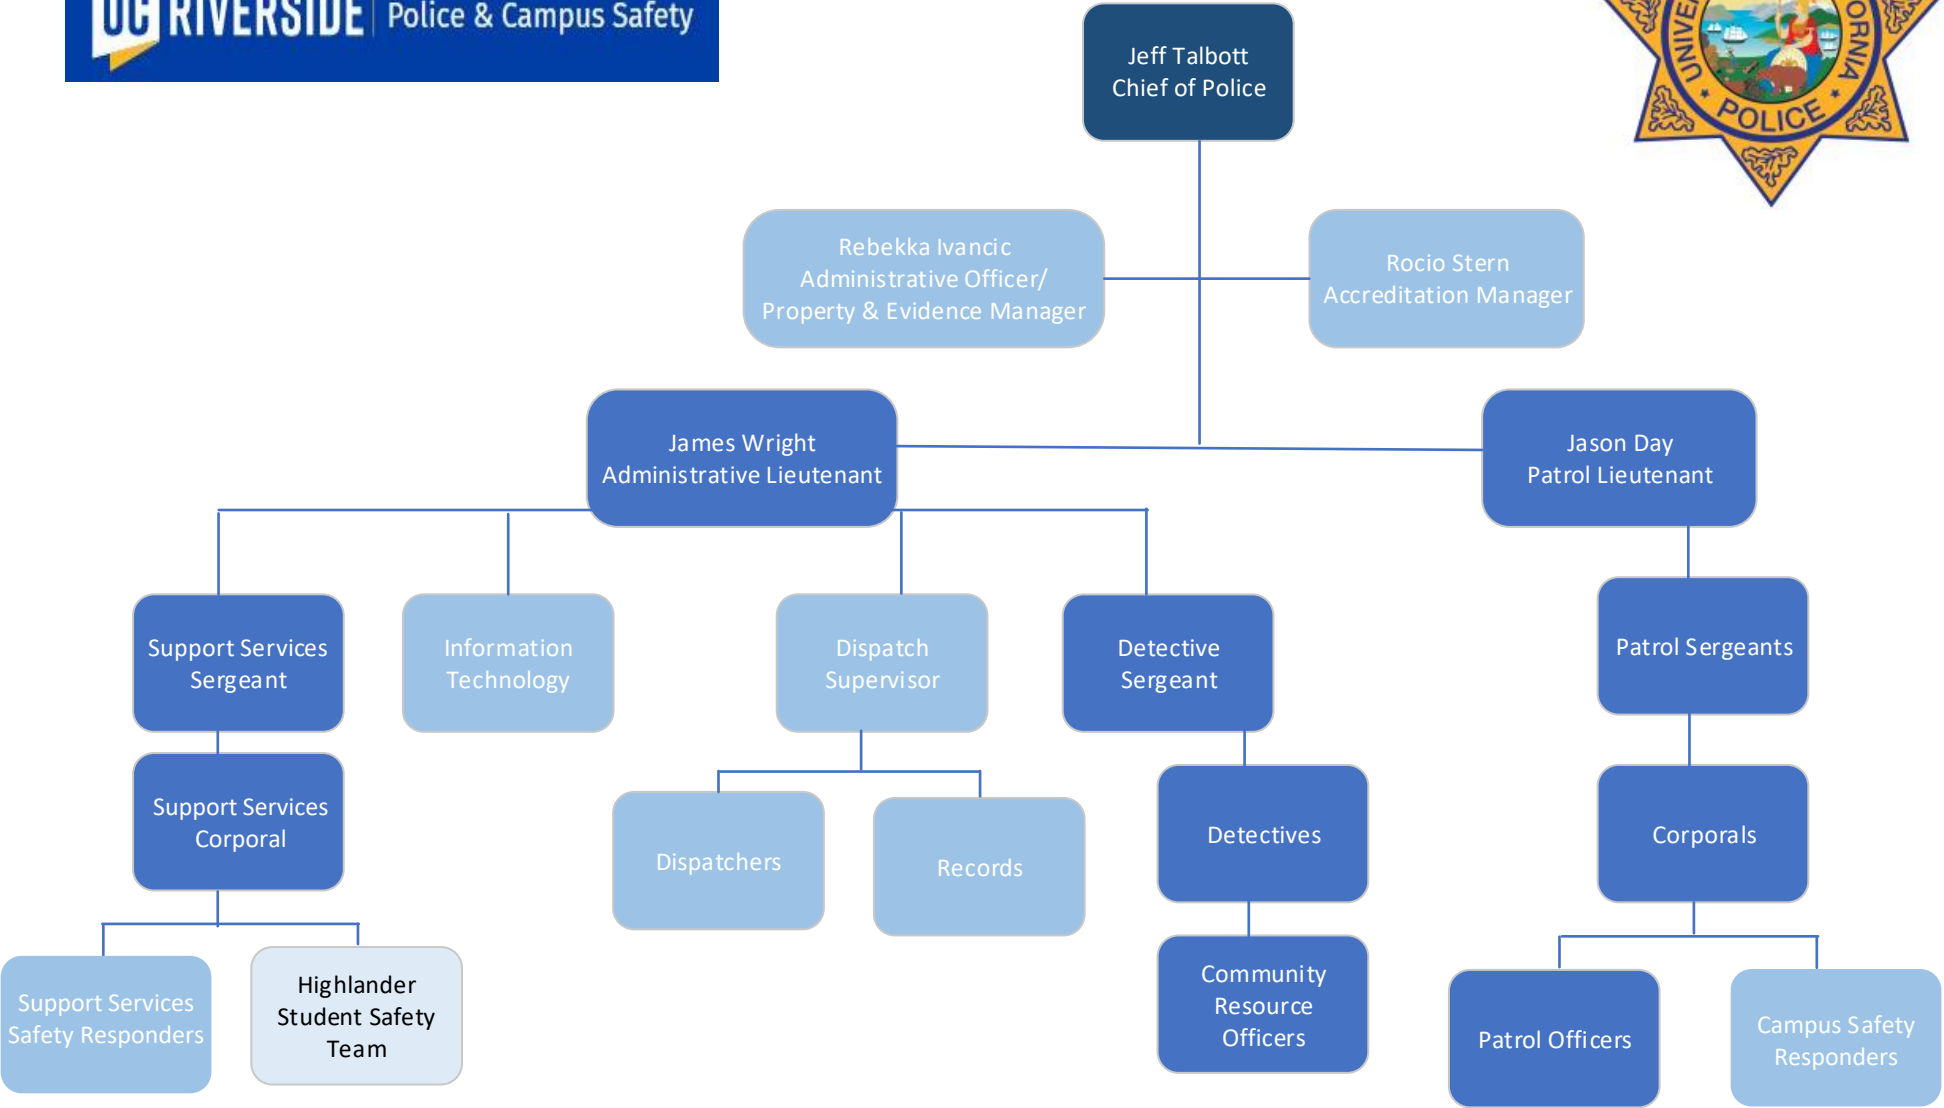 UC RIVERSIDE Police & Campus Safety
Jeff Talbott
Chief of Police
POLICE
Rebekka Ivancic
Administrative Officer/
Property & Evidence Manager
Rocio Stern
Accreditation Manager
James Wright
Administrative Lieutenant
Jason Day
Patrol Lieutenant
Support Services
Sergeant
Information
Technology
Dispatch
Supervisor
Detective
Sergeant
Patrol Sergeants
Support Services
Corporal
Dispatchers
Records
Detectives
Corporals
Support Services
Safety Responders
Highlander
Student Safety
Team
Community
Resource
Officers
Patrol Officers
Campus Safety
Responders